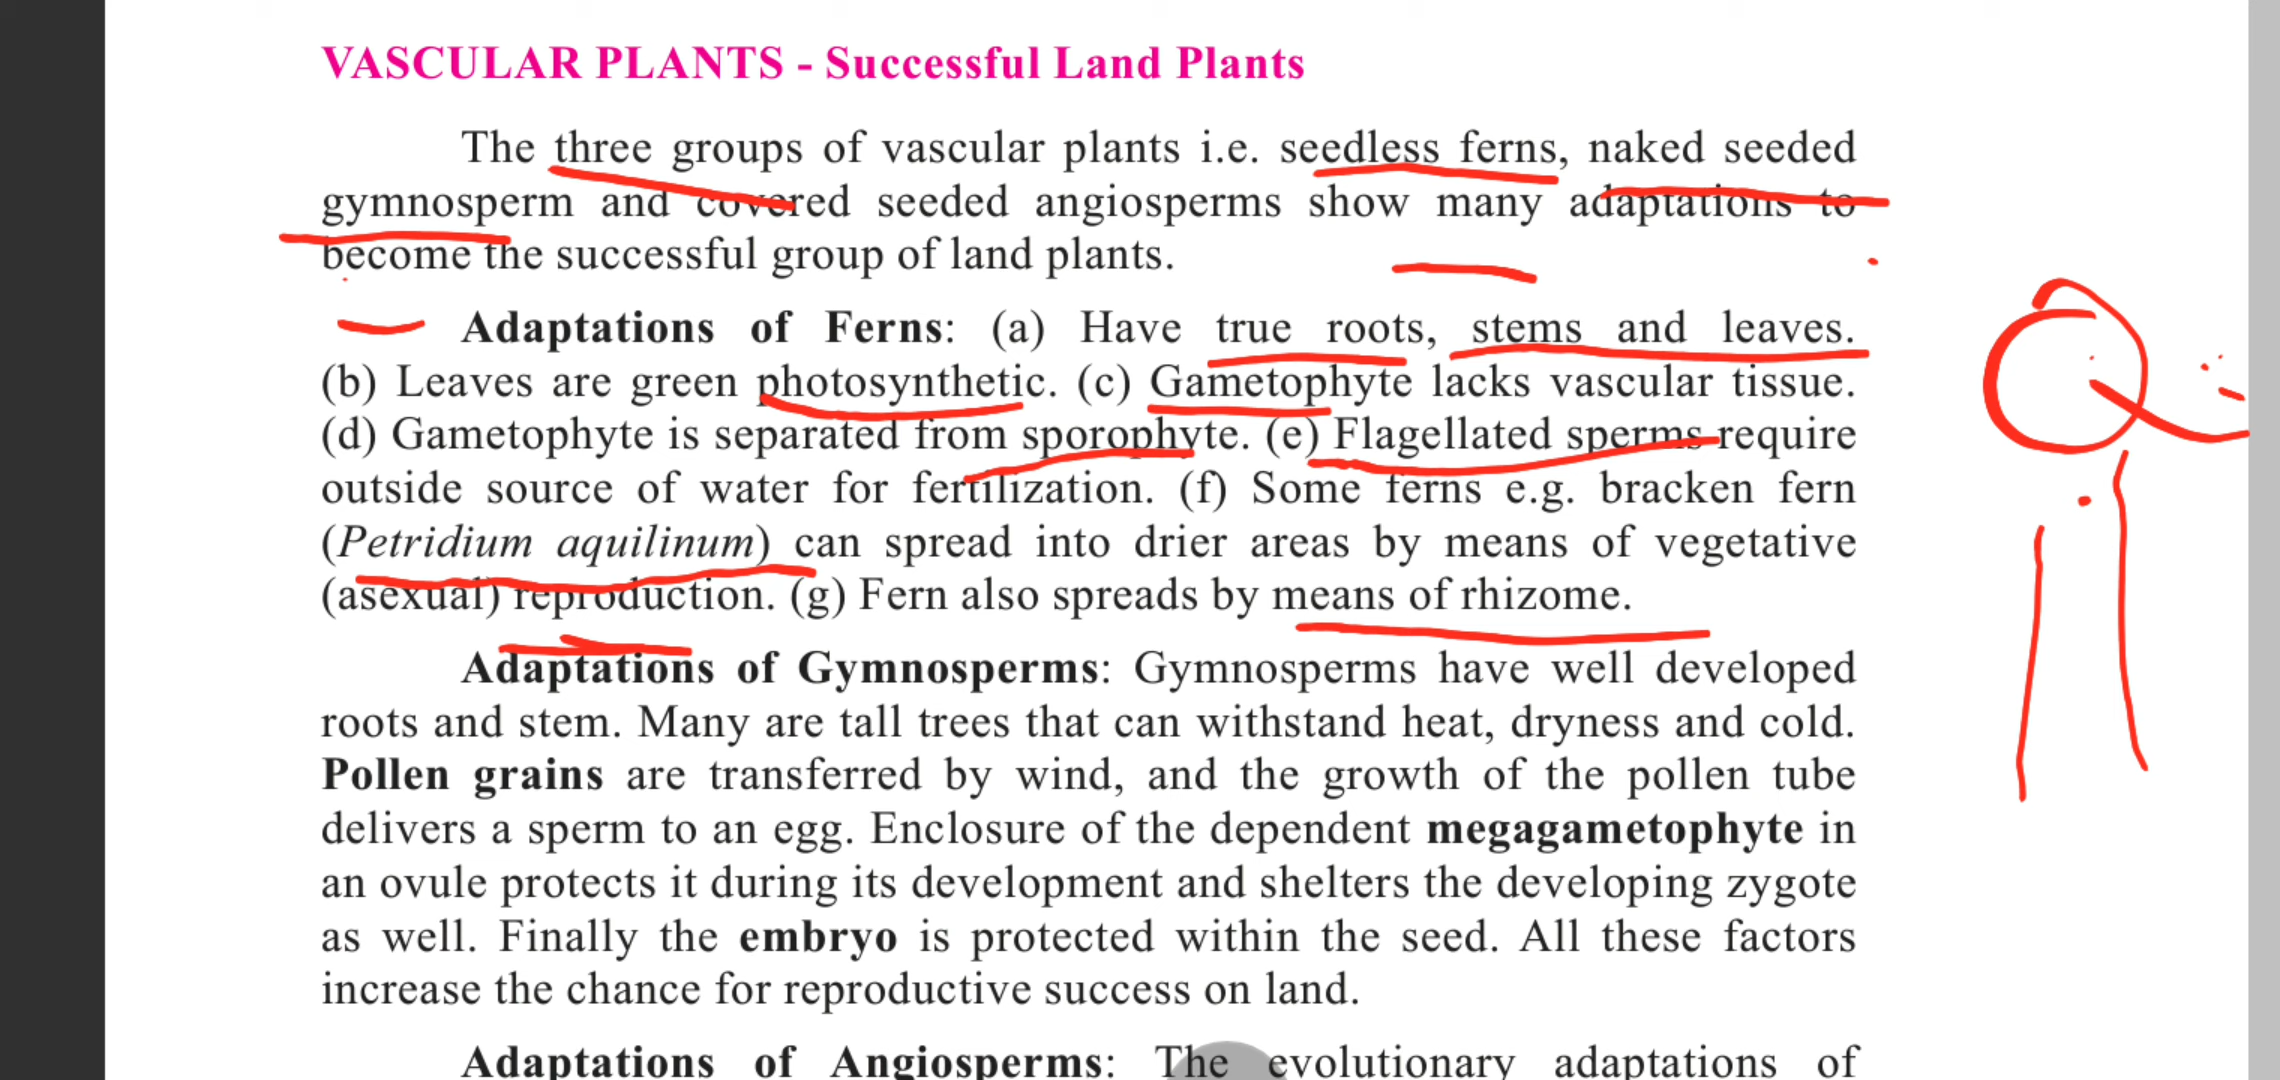 VASCULAR PLANTS - Successful Land Plants
The three groups of vascular plants i.e. seedless ferns, naked seeded
gymnosperm and covered seeded angiosperms show many adaptations to
become the successful group of land plants.
Adaptations of Ferns: (a) Have true roots, stems and leaves.
(b) Leaves are green photosynthetic. (c) Gametophyte lacks vascular tissue.
(d) Gametophyte is separated from sporophyte. (e) Flagellated sperms require
outside source of water for fertilization. (f) Some ferns e.g. bracken fern
(Petridium aquilinum) can spread into drier areas by means of vegetative
(asexual) reproduction. (g) Fern also spreads by means of rhizome.
Adaptations of Gymnosperms: Gymnosperms have well developed
roots and stem. Many are tall trees that can withstand heat, dryness and cold.
Pollen grains are transferred by wind, and the growth of the pollen tube
delivers a sperm to an egg. Enclosure of the dependent megagametophyte in
an ovule protects it during its development and shelters the developing zygote
as well. Finally the embryo is protected within the seed. All these factors
increase the chance for reproductive success on land.
Adaptations of Angiosperms: The evolutionary adaptations of